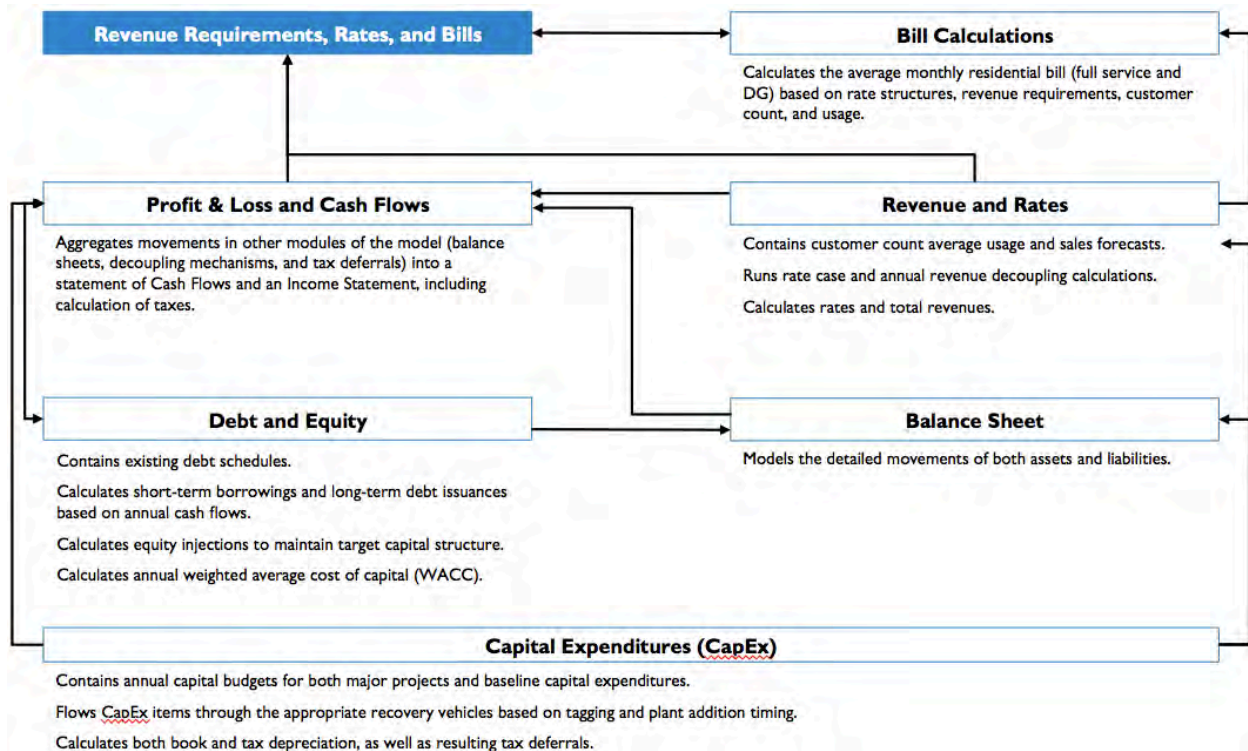 Revenue Requirements, Rates, and Bills
Bill Calculations
Calculates the average monthly residential bill (full service and
DG) based on rate structures, revenue requirements, customer
count, and usage.
Profit & Loss and Cash Flows
Aggregates movements in other modules of the model (balance
sheets, decoupling mechanisms, and tax deferrals) into a
statement of Cash Flows and an Income Statement, including
calculation of taxes.
Revenue and Rates
Contains customer count average usage and sales forecasts.
Runs rate case and annual revenue decoupling calculations.
Calculates rates and total revenues.
Debt and Equity
Contains existing debt schedules.
Calculates short-term borrowings and long-term debt issuances
based on annual cash flows.
Calculates equity injections to maintain target capital structure.
Calculates annual weighted average cost of capital (WACC).
Balance Sheet
Models the detailed movements of both assets and liabilities.
Capital Expenditures (CapEx)
Contains annual capital budgets for both major projects and baseline capital expenditures.
Flows CapEx items through the appropriate recovery vehicles based on tagging and plant addition timing.
Calculates both book and tax depreciation, as well as resulting tax deferrals.